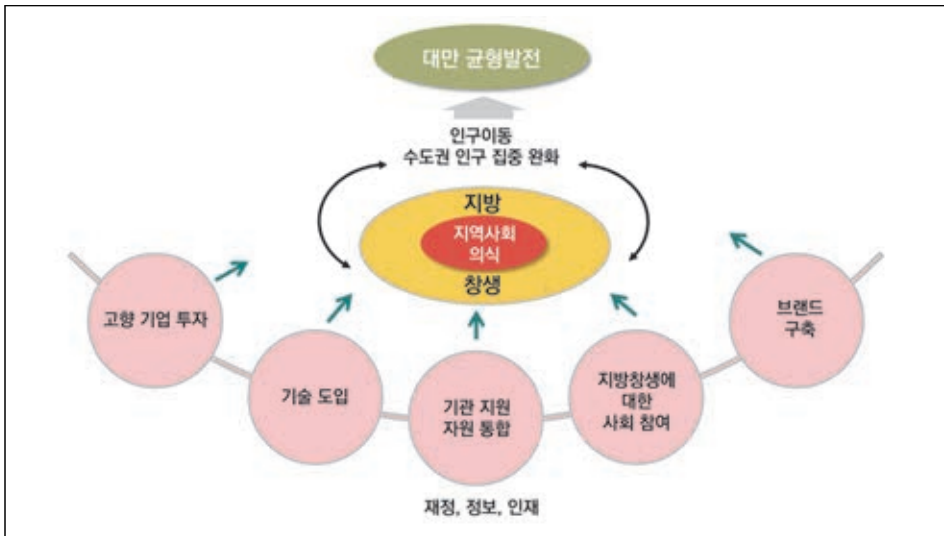 대만 균형발전
인구이동
수도권 인구 집중 완화
지방
지역사회
의식
창생
고향 기업 투자
기술 도입
기관 지원
자원 통합
지방창생에
대한
사회 참여
브랜드
구축
재정, 정보, 인재